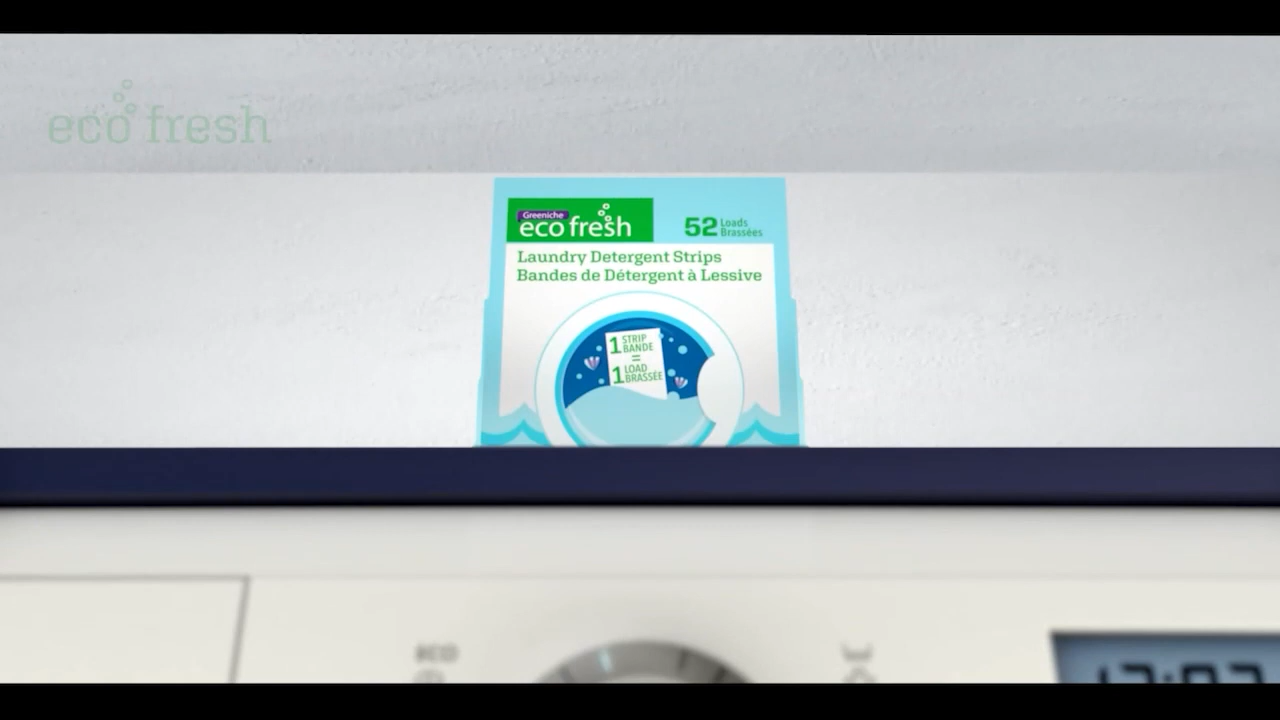 eco fresh
Greeniche
eco fresh
52 Loads
Brassées
Laundry Detergent Strips
Bandes de Détergent à Lessive
1 STRIP
BANDE
=
1 LOAD
BRASSÉE
ECO